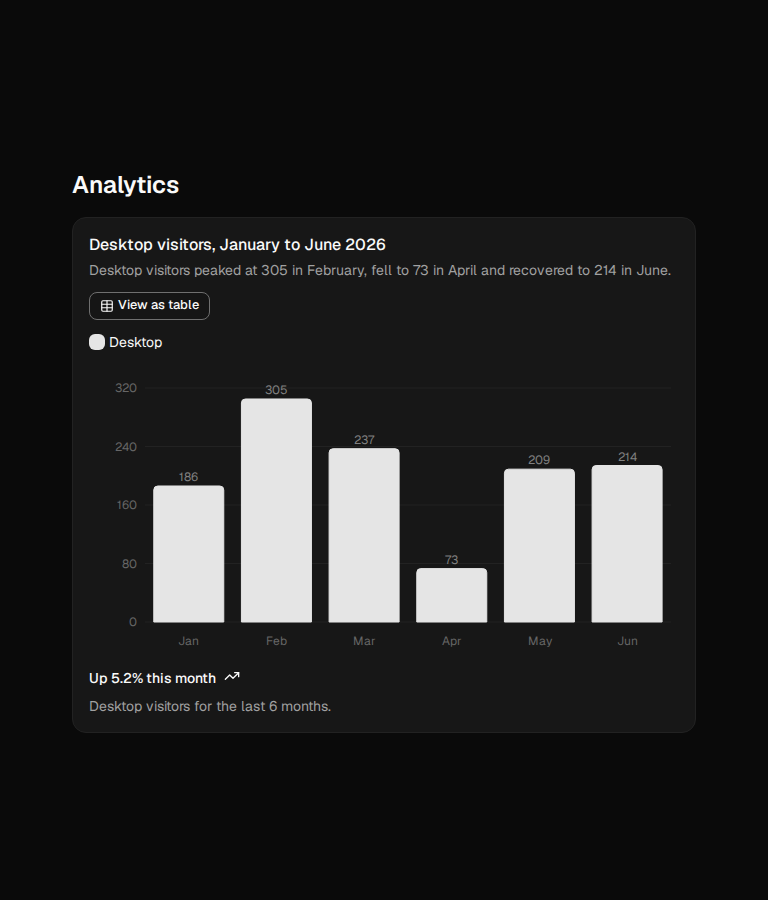 Analytics
Desktop visitors, January to June 2026
Desktop visitors peaked at 305 in February, fell to 73 in April and recovered to 214 in June.
View as table
Desktop
320
240
160
80
0
186
305
237
73
209
214
Jan
Feb
Mar
Apr
May
Jun
Up 5.2% this month
Desktop visitors for the last 6 months.